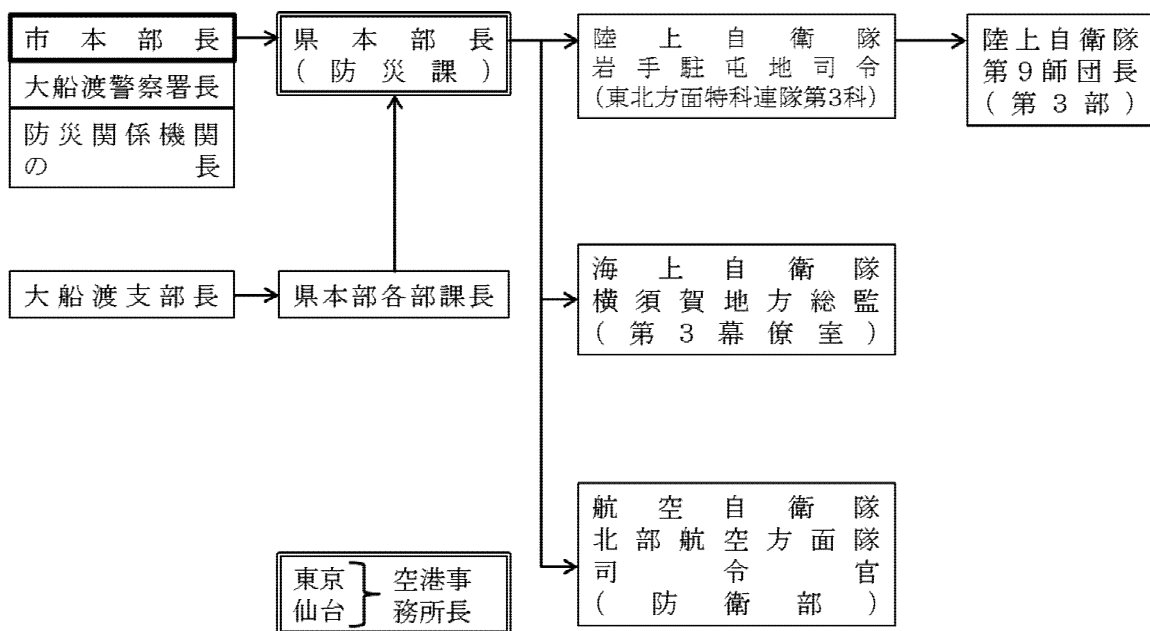 市本部長
大船渡警察署長
防災関係機関
の長
県本部長
(防災課)
陸上自衛隊
岩手駐屯地司令
(東北方面特科連隊第3科)
陸上自衛隊
第9師団長
(第3部)
大船渡支部長
県本部各部課長
海上自衛隊
横須賀地方総監
(第3幕僚室)
航空自衛隊
北部航空方面隊
司令官
(防衛部)
東京
仙台
空港事
務所長